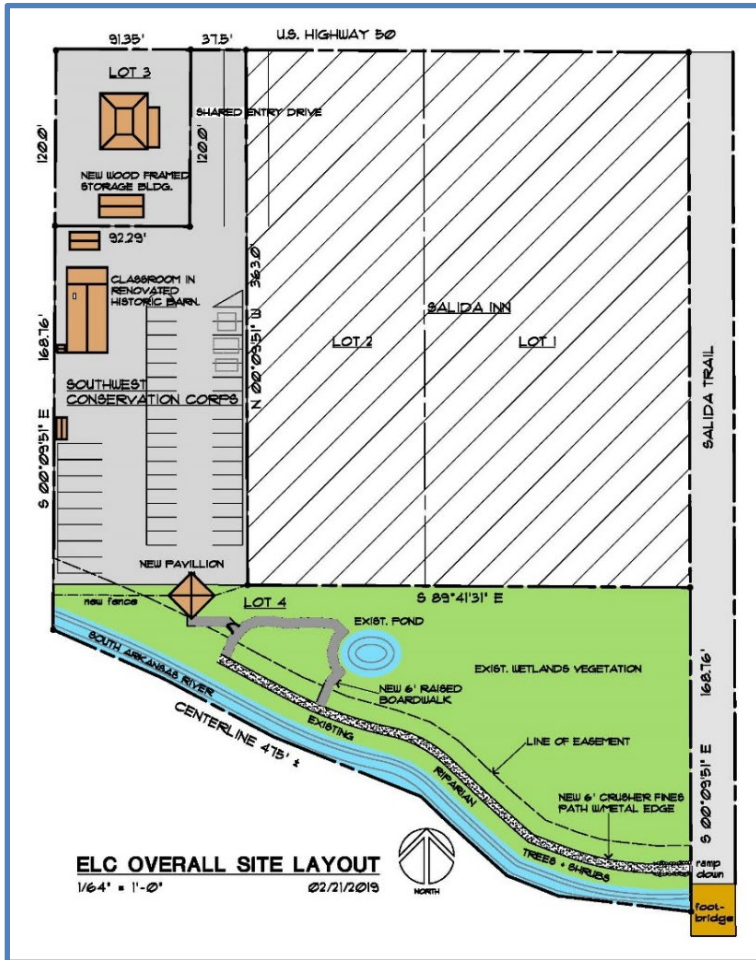 U.S. HIGHWAY 50
91.35'
37.5'
LOT 3
SHARED ENTRY DRIVE
120.0'
120.0'
NEW WOOD FRAMED
STORAGE BLDG.
92.29'
CLASSROOM IN
RENOVATED
HISTORIC BARN.
N 00°09'51" W 363.0'
168.76'
SALIDA INN
LOT 2
LOT 1
SALIDA TRAIL
SOUTHWEST
CONSERVATION CORPS
S 00°09'51" E
NEW PAVILLION
S 89°41'31" E
new fence
LOT 4
EXIST. POND
EXIST. WETLANDS VEGETATION
168.76'
S 00°09'51" E
SOUTH ARKANSAS RIVER
NEW 6' RAISED
BOARDWALK
CENTERLINE 475' ±
EXISTING
RIPARIAN
TREES + SHRUBS
LINE OF EASEMENT
NEW 6' CRUSHER FINES
PATH W/METAL EDGE
ramp
down
foot-
bridge
ELC OVERALL SITE LAYOUT
1/64" = 1'-0"
02/21/2019
NORTH